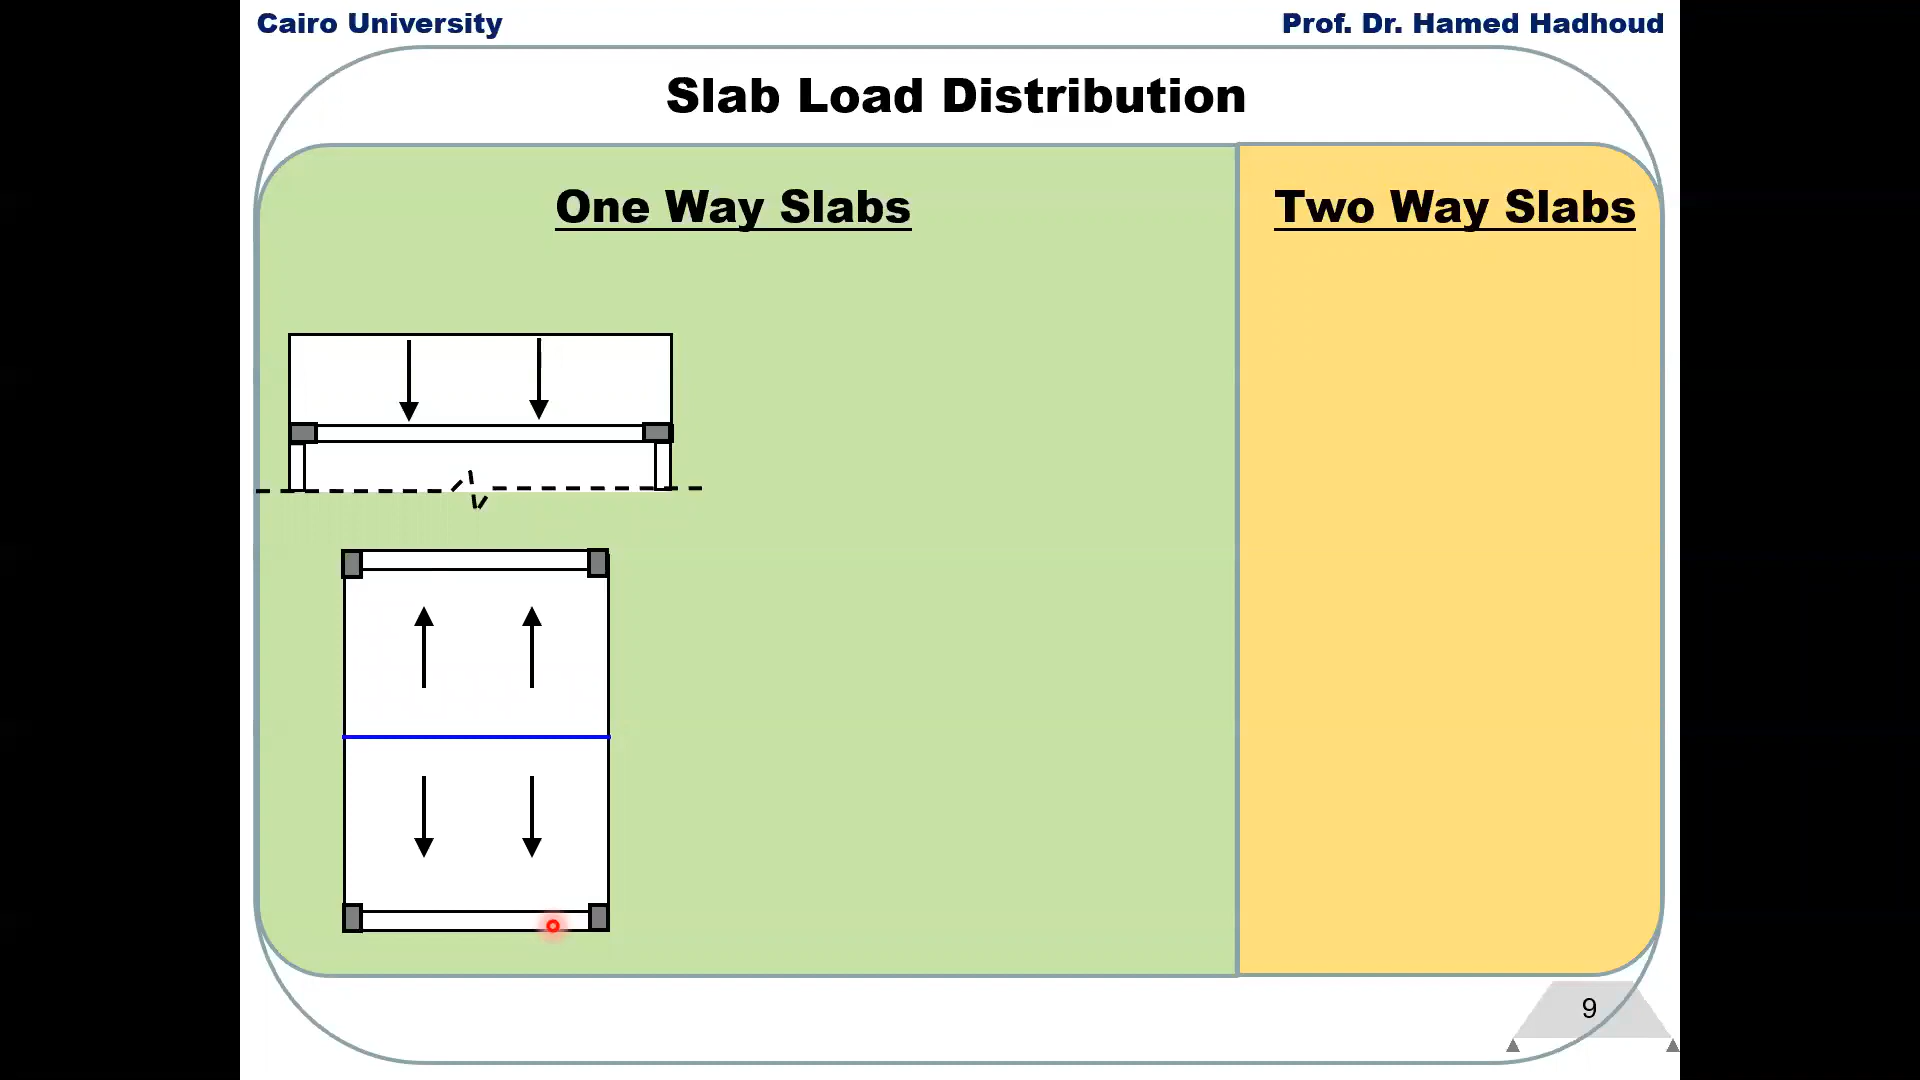 Cairo University
Prof. Dr. Hamed Hadhoud
Slab Load Distribution
One Way Slabs
Two Way Slabs
9